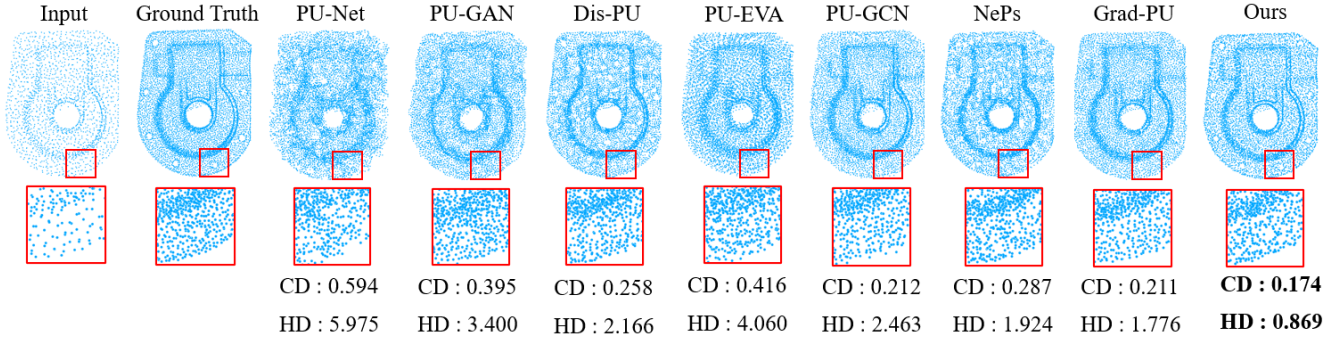 Input Ground Truth PU-Net PU-GAN Dis-PU PU-EVA PU-GCN NePs Grad-PU Ours
CD : 0.594 CD : 0.395 CD : 0.258 CD : 0.416 CD : 0.212 CD : 0.287 CD : 0.211 CD : 0.174
HD : 5.975 HD : 3.400 HD : 2.166 HD : 4.060 HD : 2.463 HD : 1.924 HD : 1.776 HD : 0.869